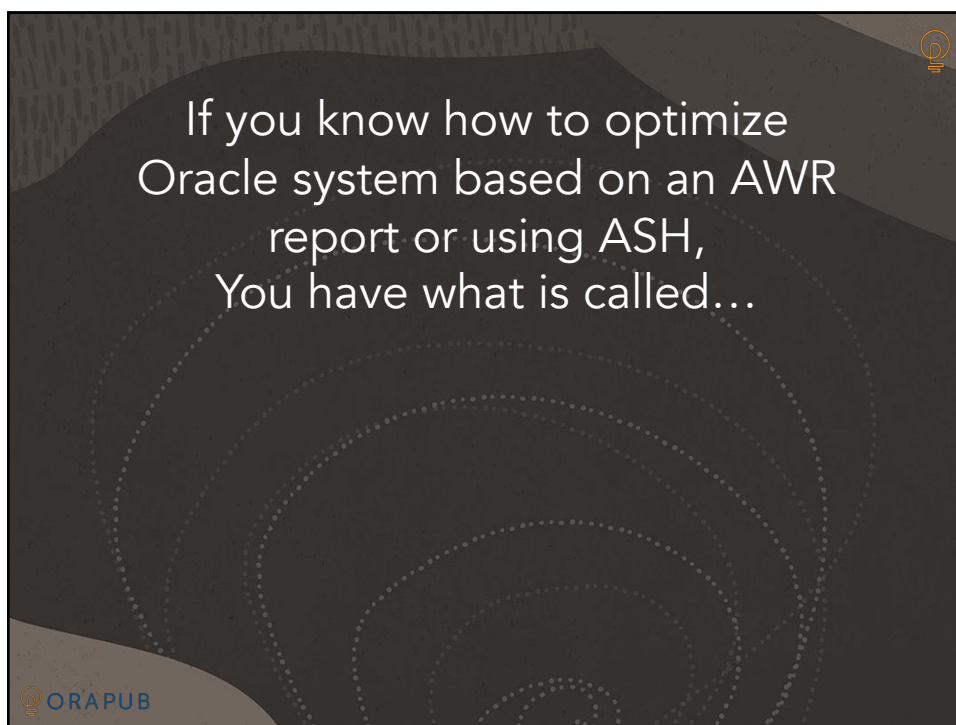 If you know how to optimize
Oracle system based on an AWR
report or using ASH,
You have what is called…
ORAPUB